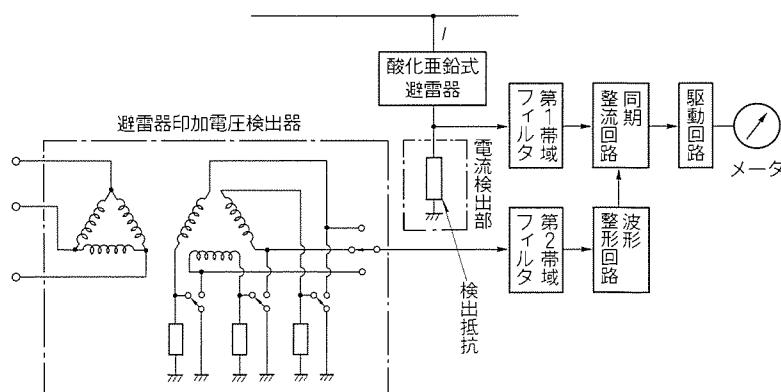 I
酸化亜鉛式
避雷器
避雷器印加電圧検出器
電流検出部
第1帯域
フィルタ
同期
整流回路
駆動回路
メータ
第2帯域
フィルタ
波形
整形回路
検出抵抗